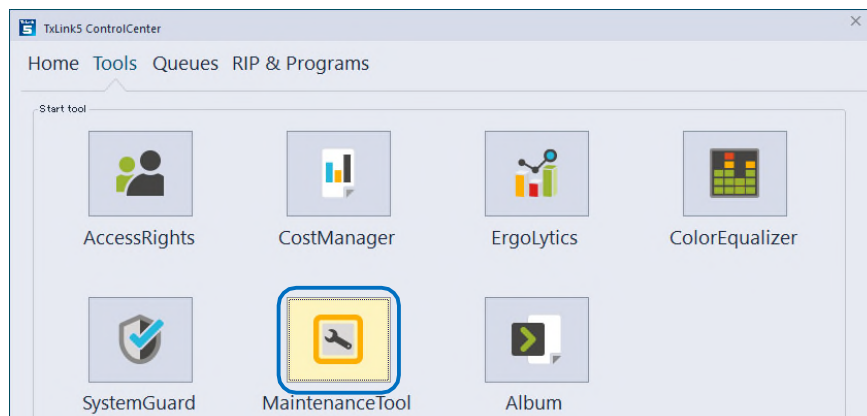 TxLink5 ControlCenter
Home Tools Queues RIP & Programs
Start tool
AccessRights CostManager ErgoLytics ColorEqualizer
SystemGuard MaintenanceTool Album